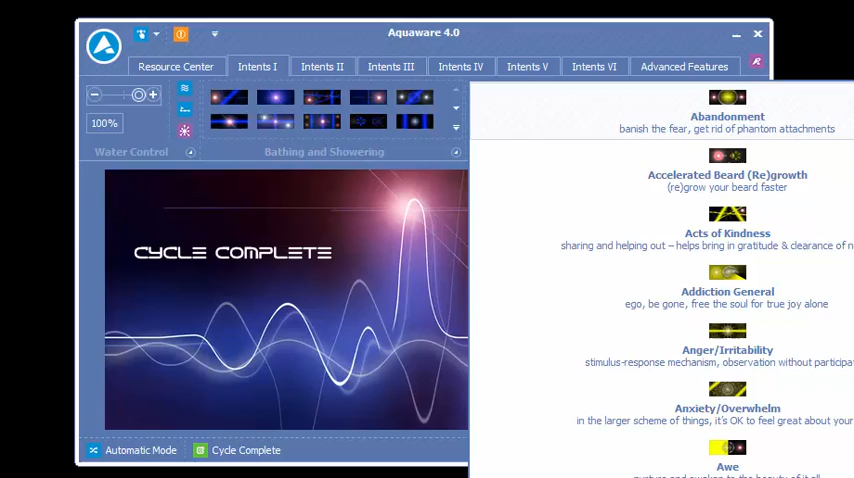 Aquaware 4.0
Resource Center
Intents I
Intents II
Intents III
Intents IV
Intents V
Intents VI
Advanced Features
100%
Water Control
Bathing and Showering
CYCLE COMPLETE
Automatic Mode
Cycle Complete
Abandonment
banish the fear, get rid of phantom attachments
Accelerated Beard (Re)growth
(re)grow your beard faster
Acts of Kindness
sharing and helping out – helps bring in gratitude & clearance of n
Addiction General
ego, be gone, free the soul for true joy alone
Anger/Irritability
stimulus-response mechanism, observation without participat
Anxiety/Overwhelm
in the larger scheme of things, it's OK to feel great about your
Awe